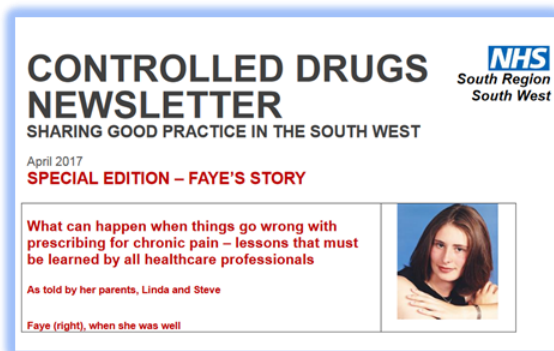 CONTROLLED DRUGS
NEWSLETTER
SHARING GOOD PRACTICE IN THE SOUTH WEST
NHS
South Region
South West
April 2017
SPECIAL EDITION – FAYE'S STORY
What can happen when things go wrong with
prescribing for chronic pain – lessons that must
be learned by all healthcare professionals
As told by her parents, Linda and Steve
Faye (right), when she was well